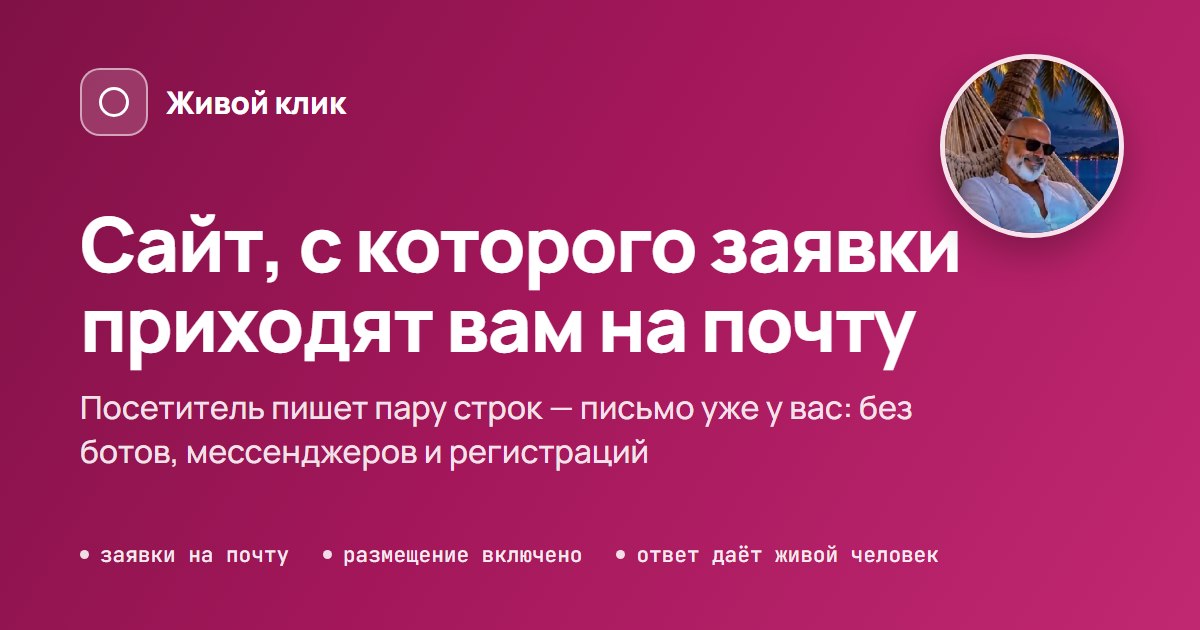 Живой клик
Сайт, с которого заявки
приходят вам на почту
Посетитель пишет пару строк — письмо уже у вас: без
ботов, мессенджеров и регистраций
заявки на почту
размещение включено
ответ даёт живой человек